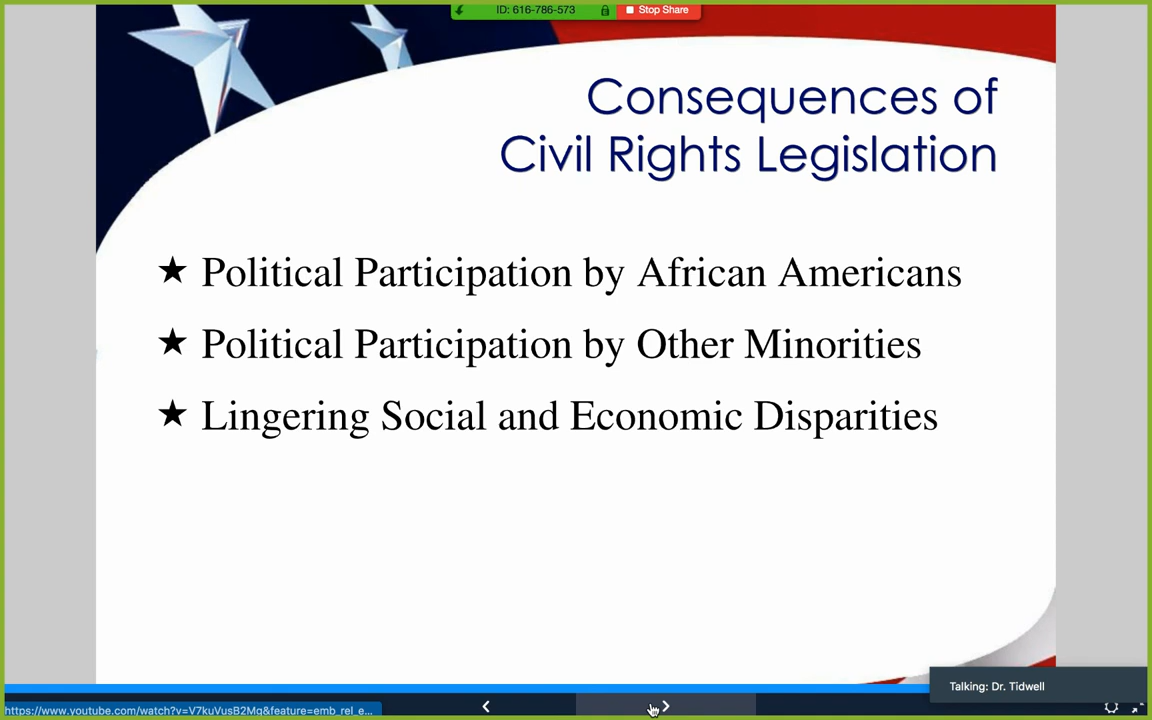 ID: 616-786-573
Stop Share
Consequences of
Civil Rights Legislation
★ Political Participation by African Americans
★ Political Participation by Other Minorities
★ Lingering Social and Economic Disparities
Talking: Dr. Tidwell
https://www.youtube.com/watch?v=V7kuVusB2Mq&feature=emb_rel_e...